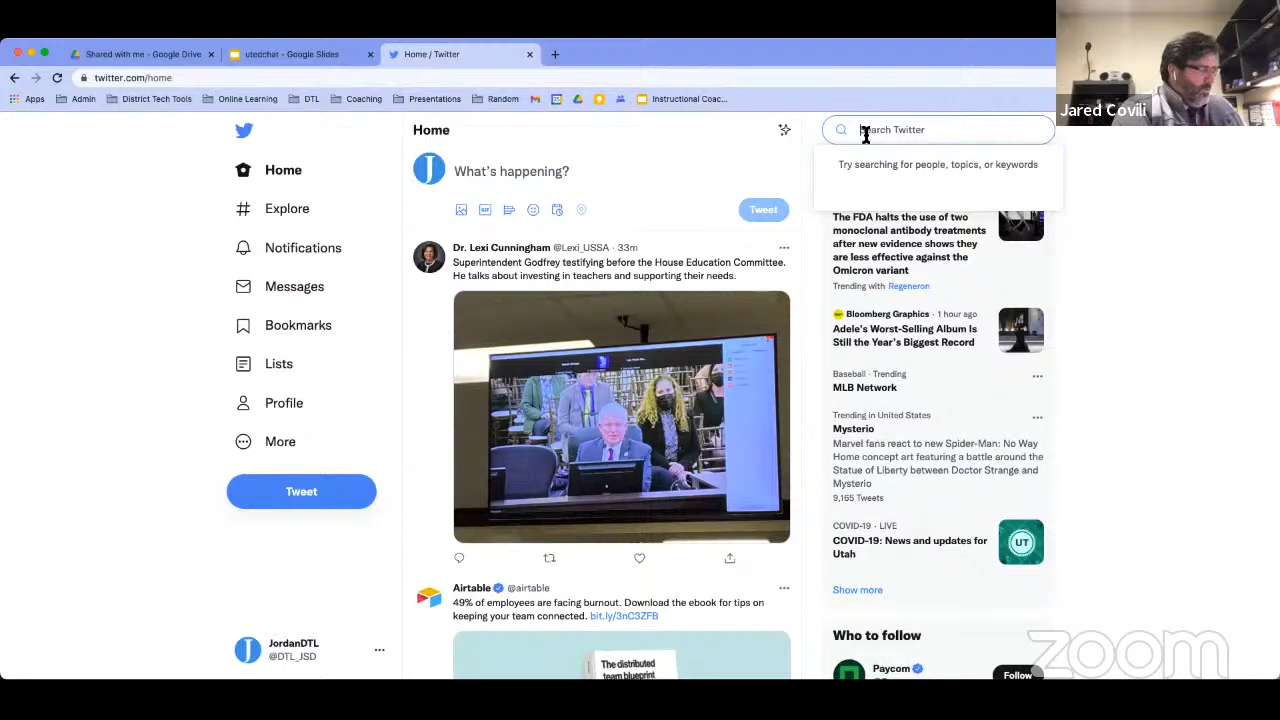 Shared with me - Google Drive
utedchat - Google Slides
Home / Twitter
twitter.com/home
Apps
Admin
District Tech Tools
Online Learning
DTL
Coaching
Presentations
Random
Instructional Coac...
Jared Covili
Home
Explore
Notifications
Messages
Bookmarks
Lists
Profile
More
Tweet
JordanDTL
@DTL_JSD
Home
What's happening?
GIF
Tweet
Dr. Lexi Cunningham @Lexi_USSA · 33m
Superintendent Godfrey testifying before the House Education Committee.
He talks about investing in teachers and supporting their needs.
Airtable @airtable
49% of employees are facing burnout. Download the ebook for tips on
keeping your team connected. bit.ly/3nC3ZFB
The distributed
team blueprint
Search Twitter
Try searching for people, topics, or keywords
The FDA halts the use of two
monoclonal antibody treatments
after new evidence shows they
are less effective against the
Omicron variant
Trending with Regeneron
Bloomberg Graphics · 1 hour ago
Adele's Worst-Selling Album Is
Still the Year's Biggest Record
Baseball · Trending
MLB Network
Trending in United States
Mysterio
Marvel fans react to new Spider-Man: No Way
Home concept art featuring a battle around the
Statue of Liberty between Doctor Strange and
Mysterio
9,165 Tweets
COVID-19 · LIVE
COVID-19: News and updates for
Utah
UT
Show more
Who to follow
Paycom
Follow
zoom